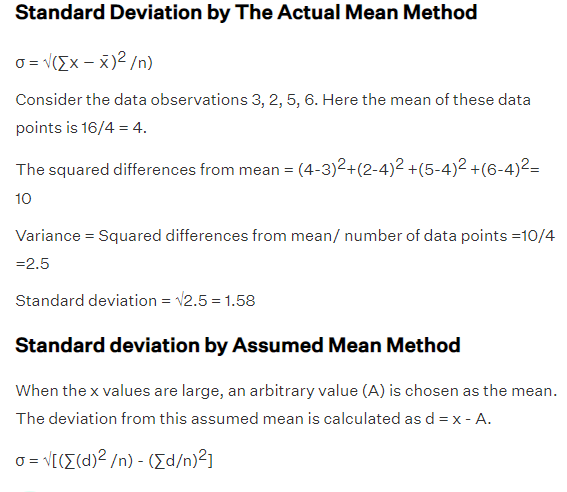 Standard Deviation by The Actual Mean Method
σ = √(∑x − x̄)² /n)
Consider the data observations 3, 2, 5, 6. Here the mean of these data
points is 16/4 = 4.
The squared differences from mean = (4-3)²+(2-4)² +(5-4)² +(6-4)²=
10
Variance = Squared differences from mean/ number of data points =10/4
=2.5
Standard deviation = √2.5 = 1.58
Standard deviation by Assumed Mean Method
When the x values are large, an arbitrary value (A) is chosen as the mean.
The deviation from this assumed mean is calculated as d = x - A.
σ = √[(∑(d)² /n) - (∑d/n)²]